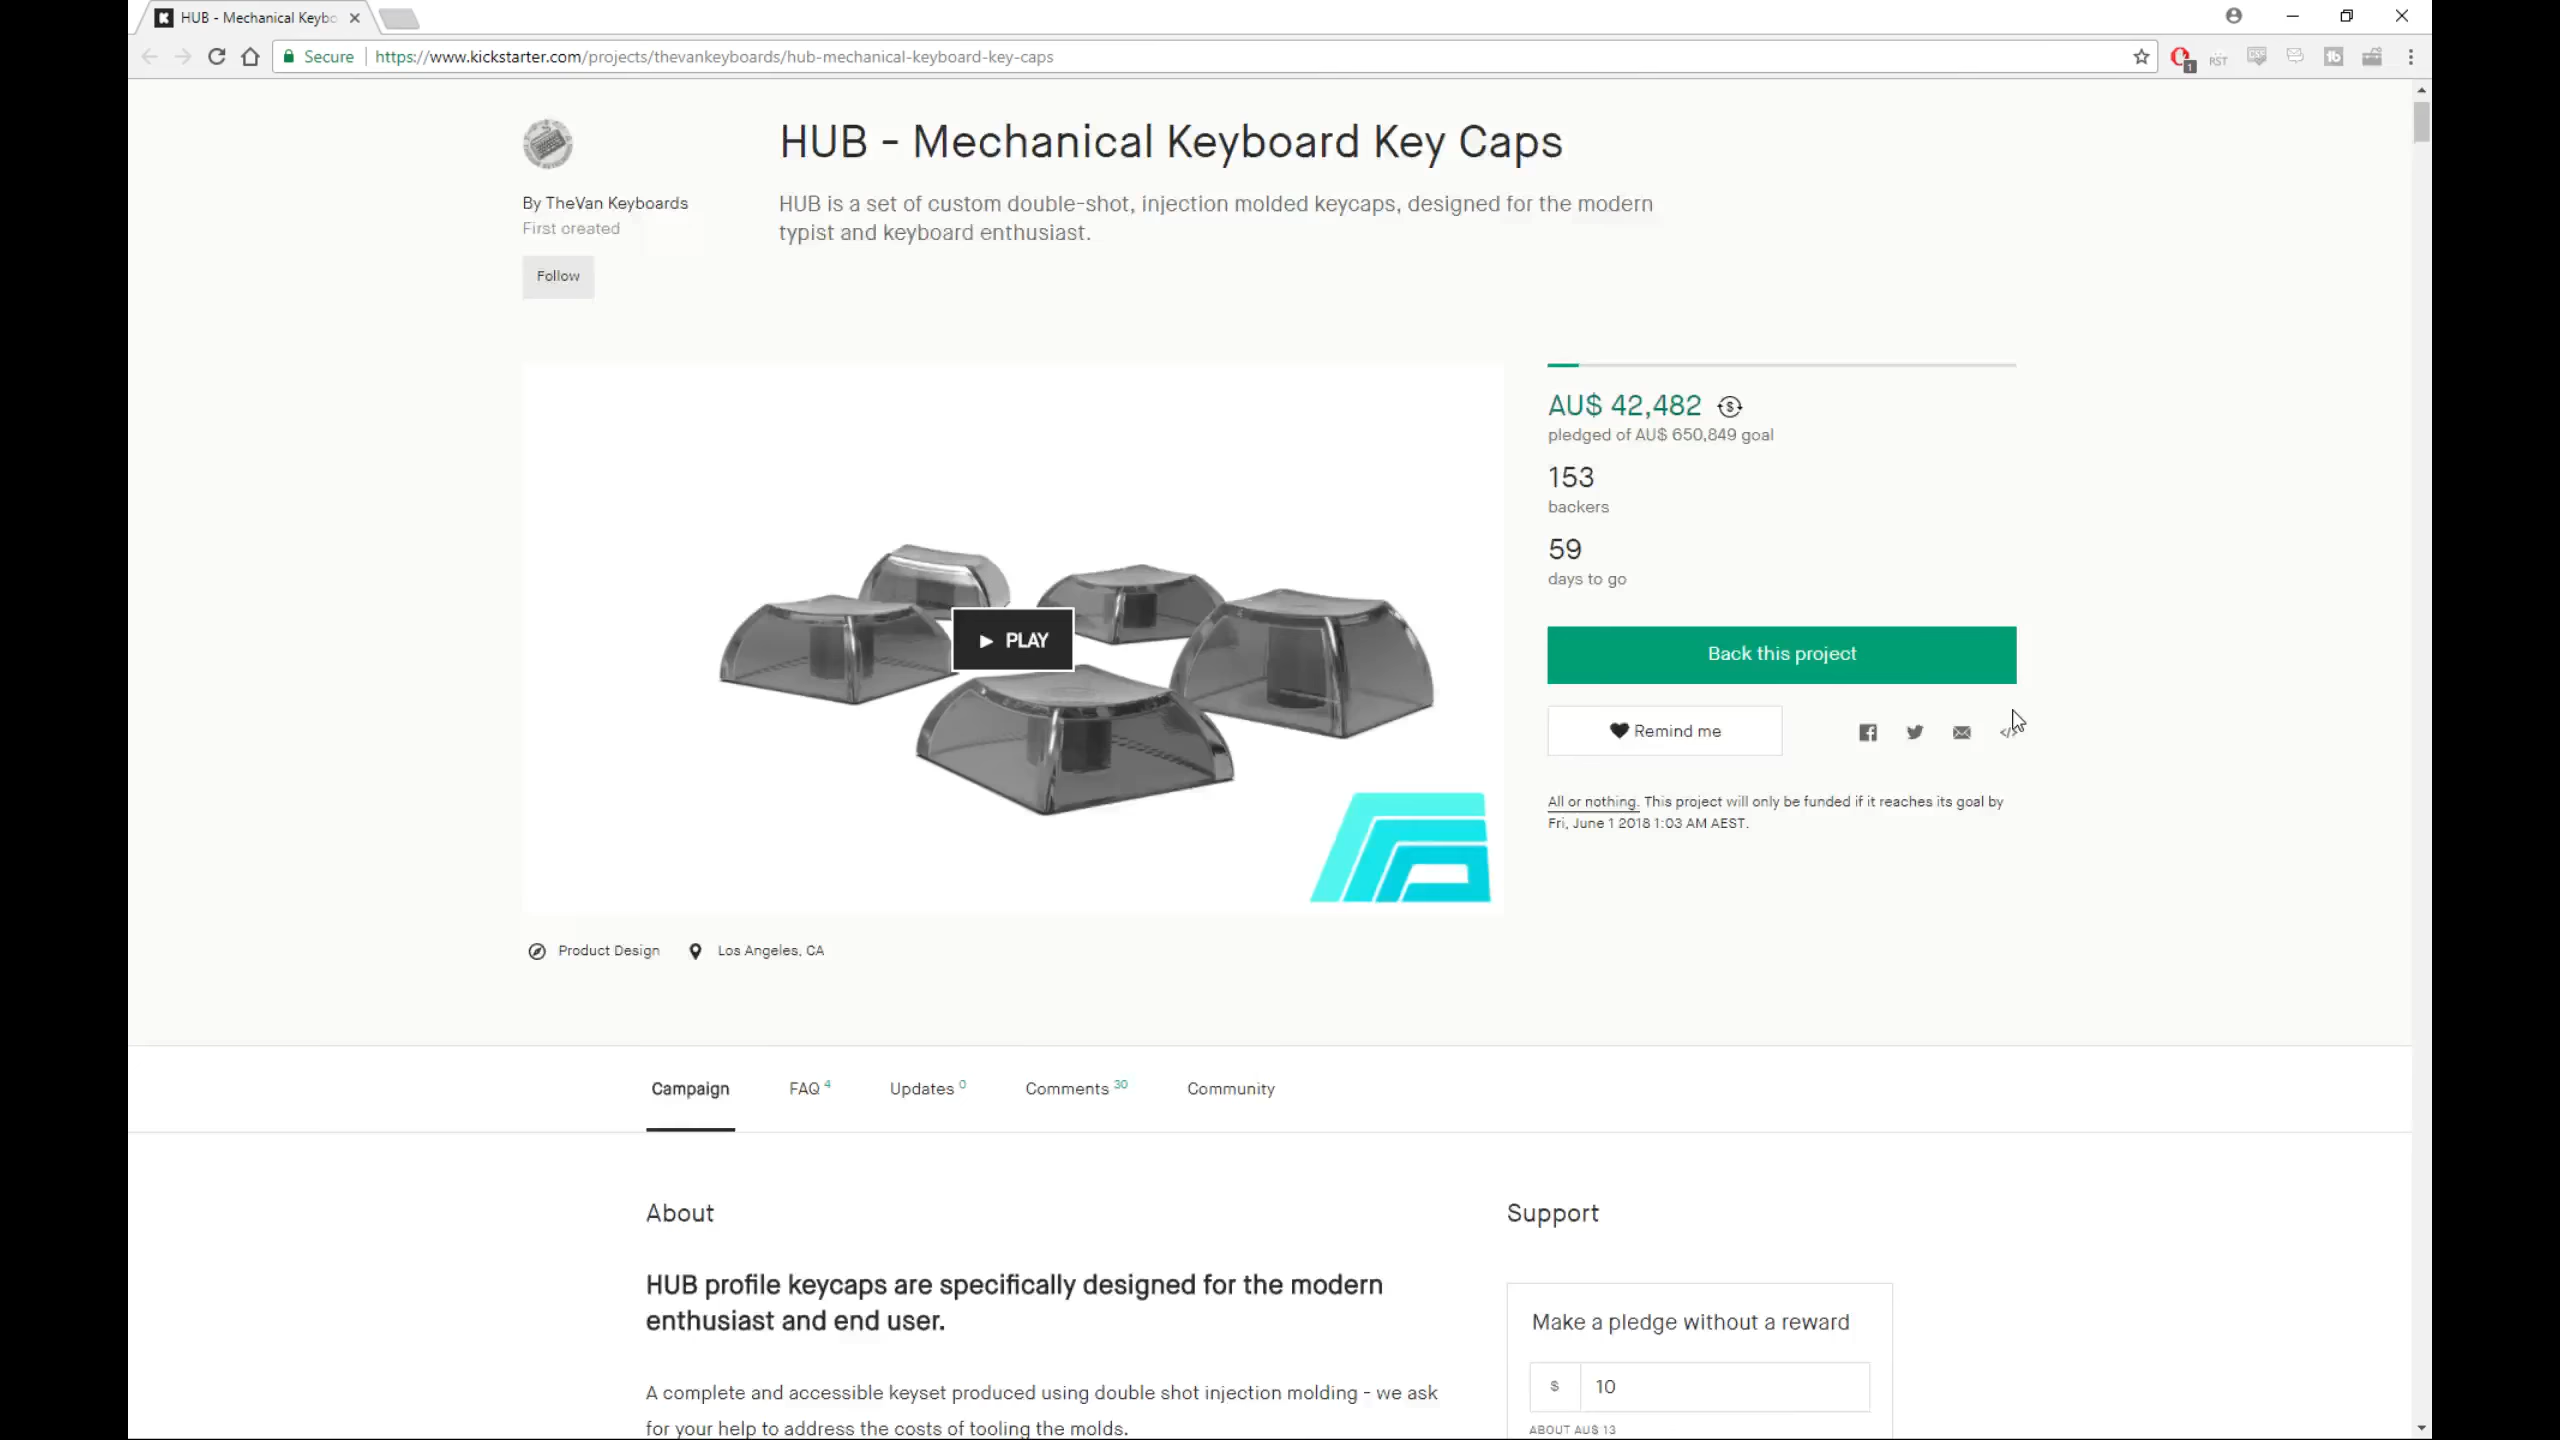 HUB - Mechanical Keybo
Secure
https://www.kickstarter.com/projects/thevankeyboards/hub-mechanical-keyboard-key-caps
1
RST
CSC
tb
HUB - Mechanical Keyboard Key Caps
By TheVan Keyboards
First created
Follow
HUB is a set of custom double-shot, injection molded keycaps, designed for the modern
typist and keyboard enthusiast.
PLAY
AU$ 42,482
pledged of AU$ 650,849 goal
153
backers
59
days to go
Back this project
Remind me
All or nothing. This project will only be funded if it reaches its goal by
Fri, June 1 2018 1:03 AM AEST.
Product Design
Los Angeles, CA
Campaign
FAQ 4
Updates 0
Comments 30
Community
About
HUB profile keycaps are specifically designed for the modern
enthusiast and end user.
A complete and accessible keyset produced using double shot injection molding - we ask
for your help to address the costs of tooling the molds.
Support
Make a pledge without a reward
$ 10
ABOUT AU$ 13